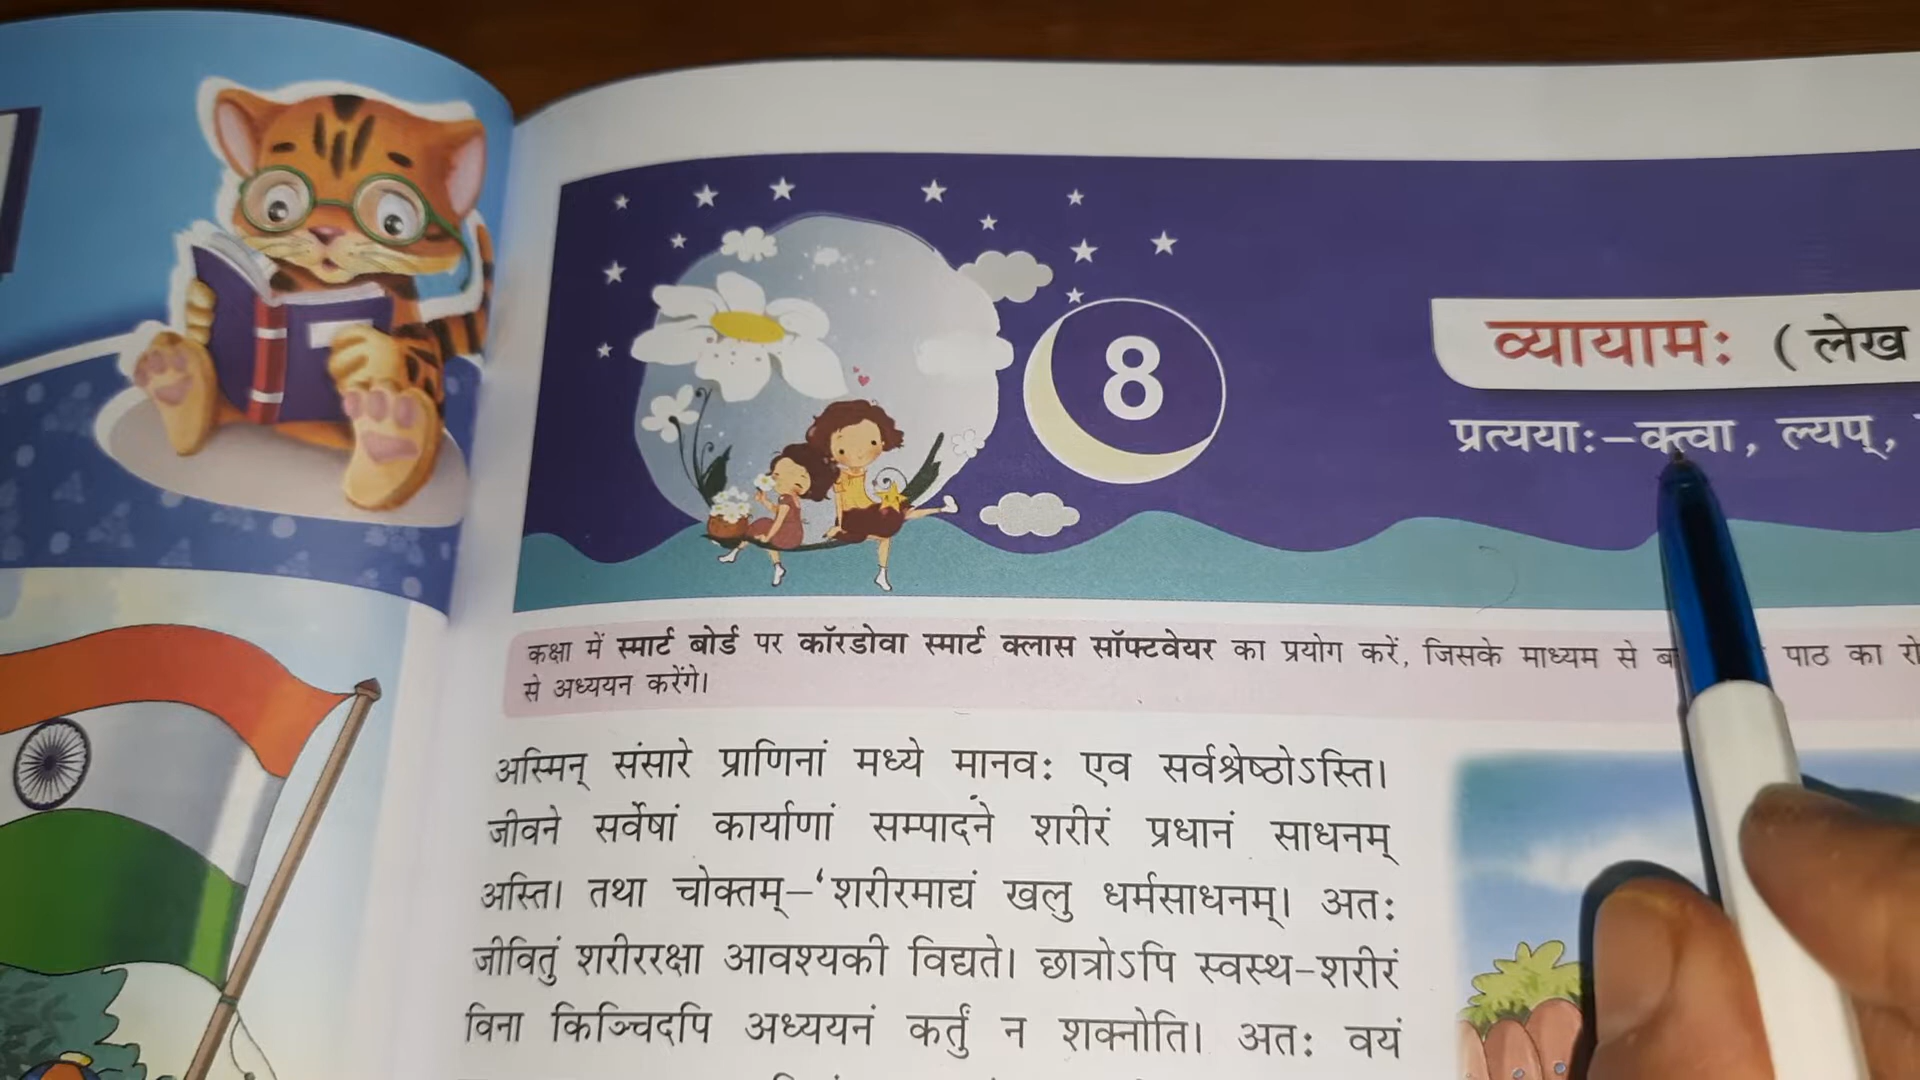 8
व्यायामः (लेख
प्रत्ययाः–क्त्वा, ल्यप्,
कक्षा में स्मार्ट बोर्ड पर कॉरडोवा स्मार्ट क्लास सॉफ्टवेयर का प्रयोग करें, जिसके माध्यम से पाठ का
से अध्ययन करेंगे।
अस्मिन् संसारे प्राणिनां मध्ये मानवः एव सर्वश्रेष्ठोऽस्ति।
जीवने सर्वेषां कार्याणां सम्पादने शरीरं प्रधानं साधनम्
अस्ति। तथा चोक्तम्–‘शरीरमाद्यं खलु धर्मसाधनम्। अतः
जीवितुं शरीररक्षा आवश्यकी विद्यते। छात्रोऽपि स्वस्थ-शरीरं
विना किञ्चिदपि अध्ययनं कर्तुं न शक्नोति। अतः वयं